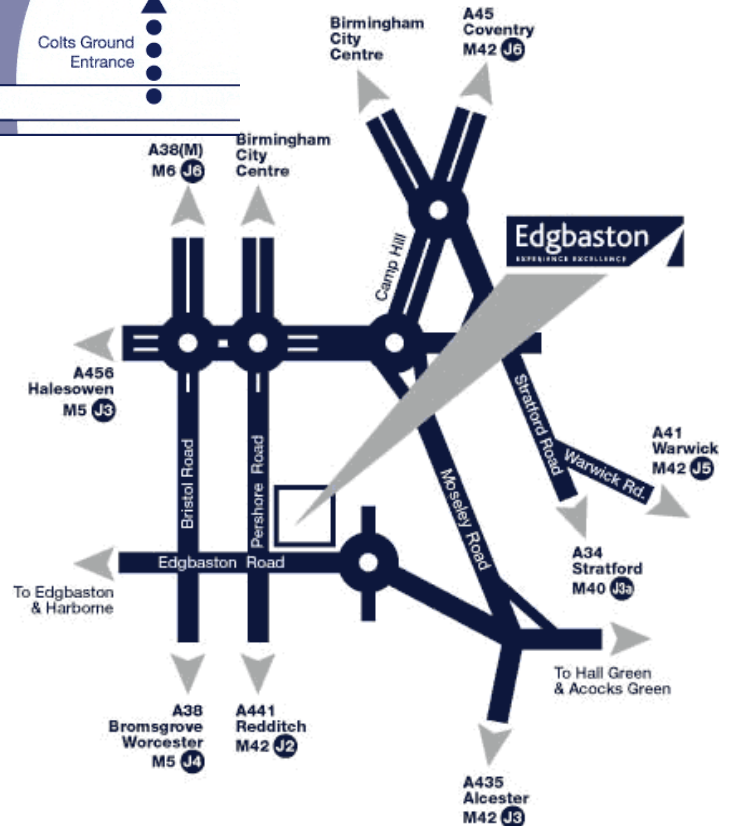 Colts Ground
Entrance
Birmingham
City
Centre
A45
Coventry
M42 J6
A38(M)
M6 J6
Birmingham
City
Centre
Edgbaston
EXPERIENCE EXCELLENCE
Camp Hill
A456
Halesowen
M5 J3
Bristol Road
Pershore Road
Stratford Road
Warwick Rd.
A41
Warwick
M42 J5
Moseley Road
Edgbaston Road
A34
Stratford
M40 J3a
To Edgbaston
& Harborne
To Hall Green
& Acocks Green
A38
Bromsgrove
Worcester
M5 J4
A441
Redditch
M42 J2
A435
Alcester
M42 J3